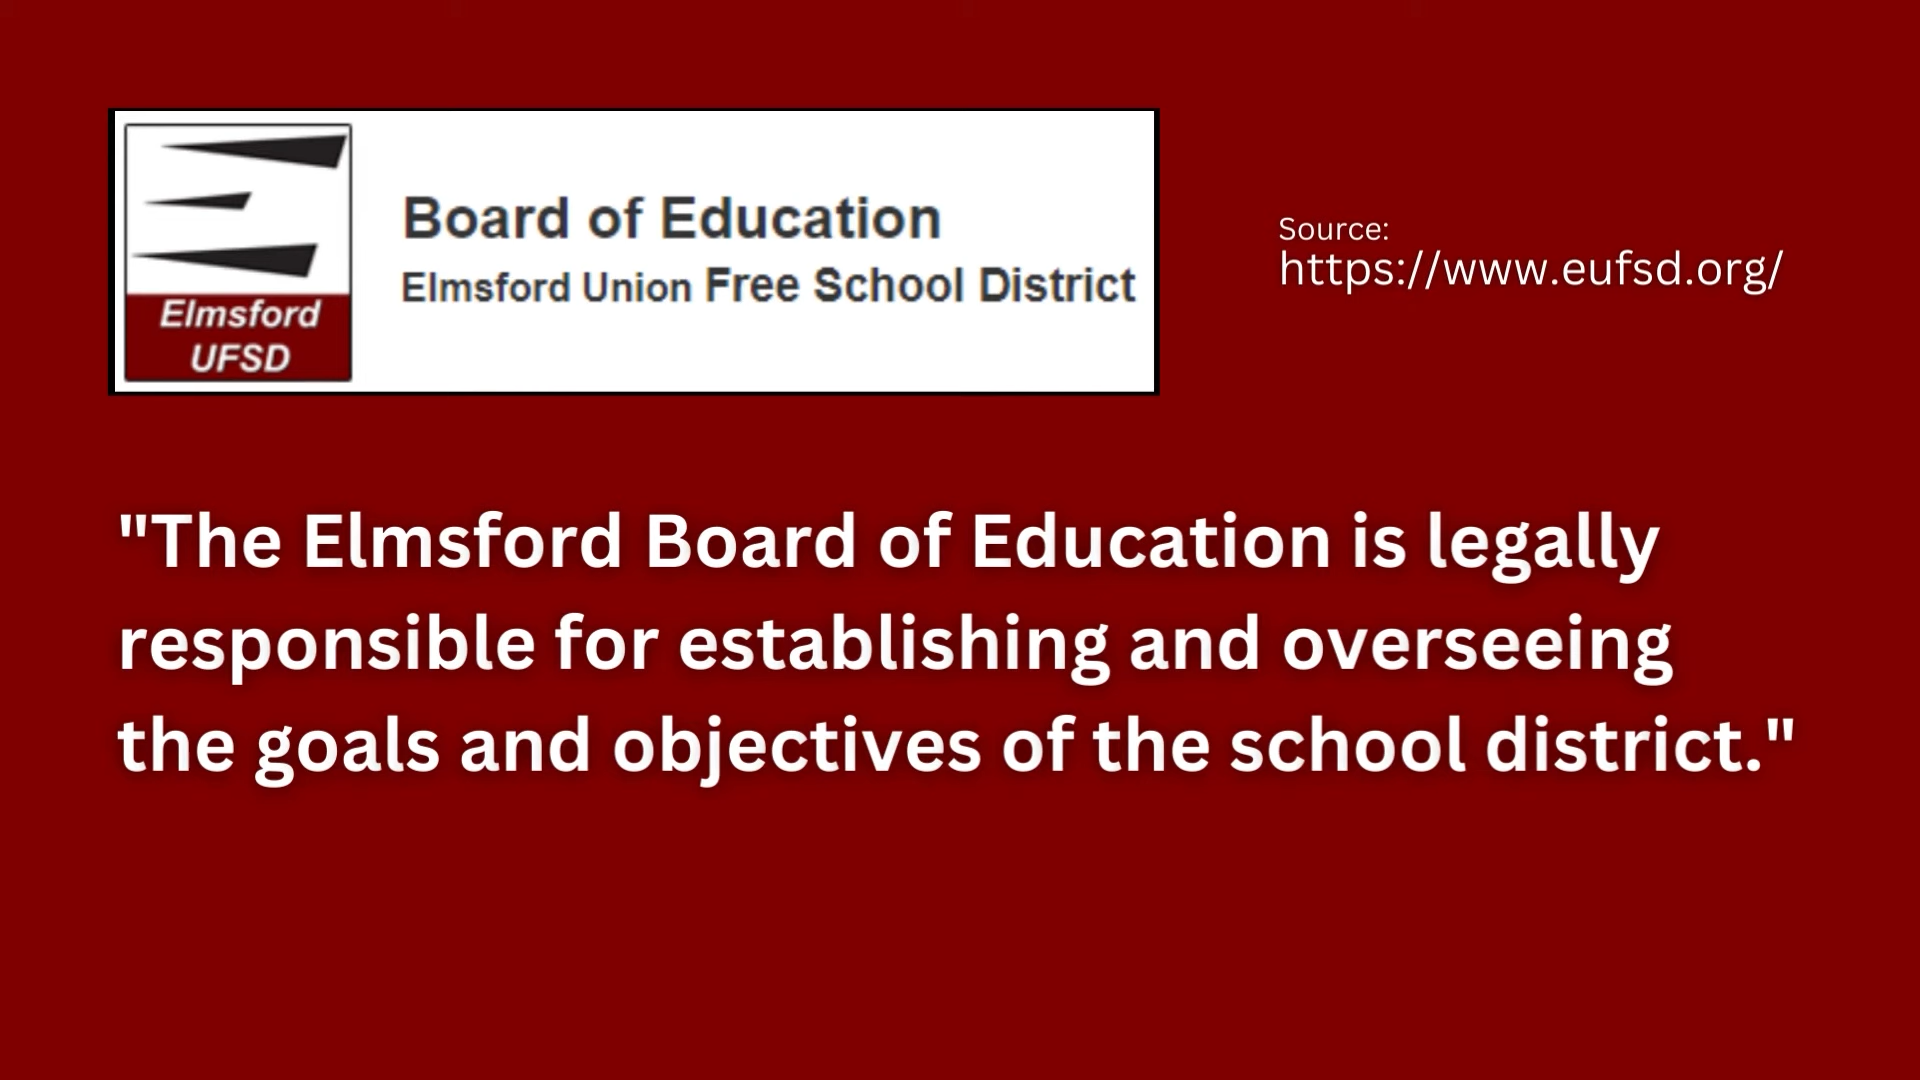 Elmsford
UFSD
Board of Education
Elmsford Union Free School District
Source:
https://www.eufsd.org/
"The Elmsford Board of Education is legally
responsible for establishing and overseeing
the goals and objectives of the school district."